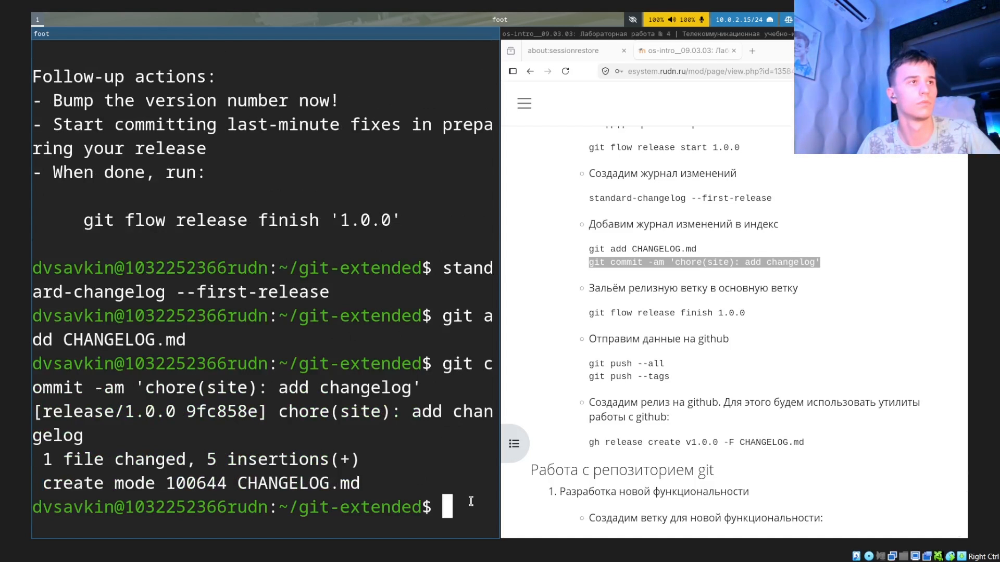 1
foot
100% 100%
10.0.2.15/24
foot
os-intro__09.03.03: Лабораторная работа № 4 | Телекоммуникационная учебно-и
Follow-up actions:
- Bump the version number now!
- Start committing last-minute fixes in prepa
ring your release
- When done, run:
git flow release finish '1.0.0'
dvsavkin@1032252366rudn:~/git-extended$ stand
ard-changelog --first-release
dvsavkin@1032252366rudn:~/git-extended$ git a
dd CHANGELOG.md
dvsavkin@1032252366rudn:~/git-extended$ git c
ommit -am 'chore(site): add changelog'
[release/1.0.0 9fc858e] chore(site): add chan
gelog
1 file changed, 5 insertions(+)
create mode 100644 CHANGELOG.md
dvsavkin@1032252366rudn:~/git-extended$
about:sessionrestore
os-intro__09.03.03: Лаб
esystem.rudn.ru/mod/page/view.php?id=1358
git flow release start 1.0.0
Создадим журнал изменений
standard-changelog --first-release
Добавим журнал изменений в индекс
git add CHANGELOG.md
git commit -am 'chore(site): add changelog'
Зальём релизную ветку в основную ветку
git flow release finish 1.0.0
Отправим данные на github
git push --all
git push --tags
Создадим релиз на github. Для этого будем использовать утилиты
работы с github:
gh release create v1.0.0 -F CHANGELOG.md
Работа с репозиторием git
1. Разработка новой функциональности
Создадим ветку для новой функциональности:
Right Ctrl